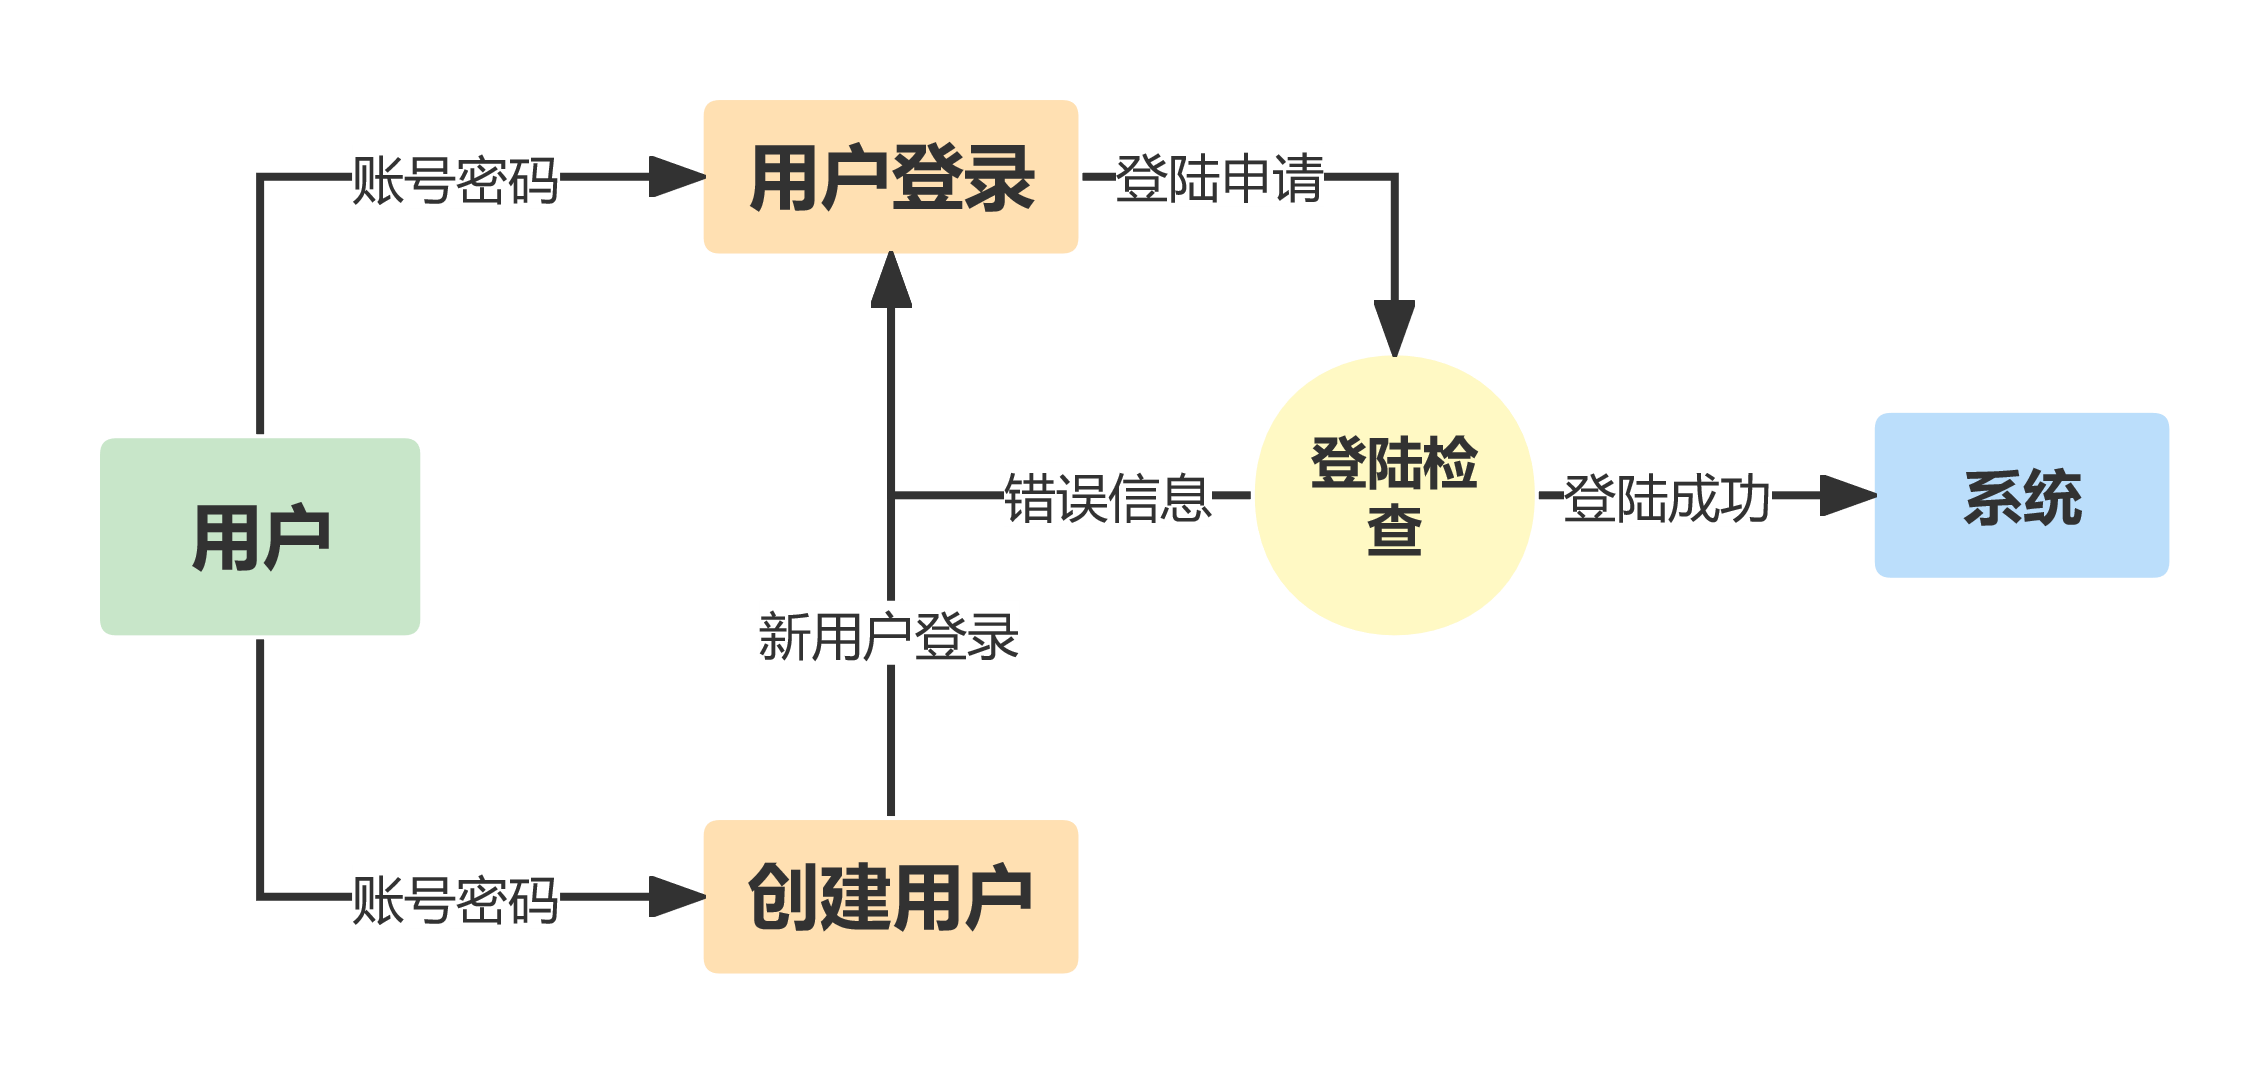 账号密码
用户登录
登陆申请
用户
错误信息
登陆检
查
登陆成功
系统
新用户登录
账号密码
创建用户